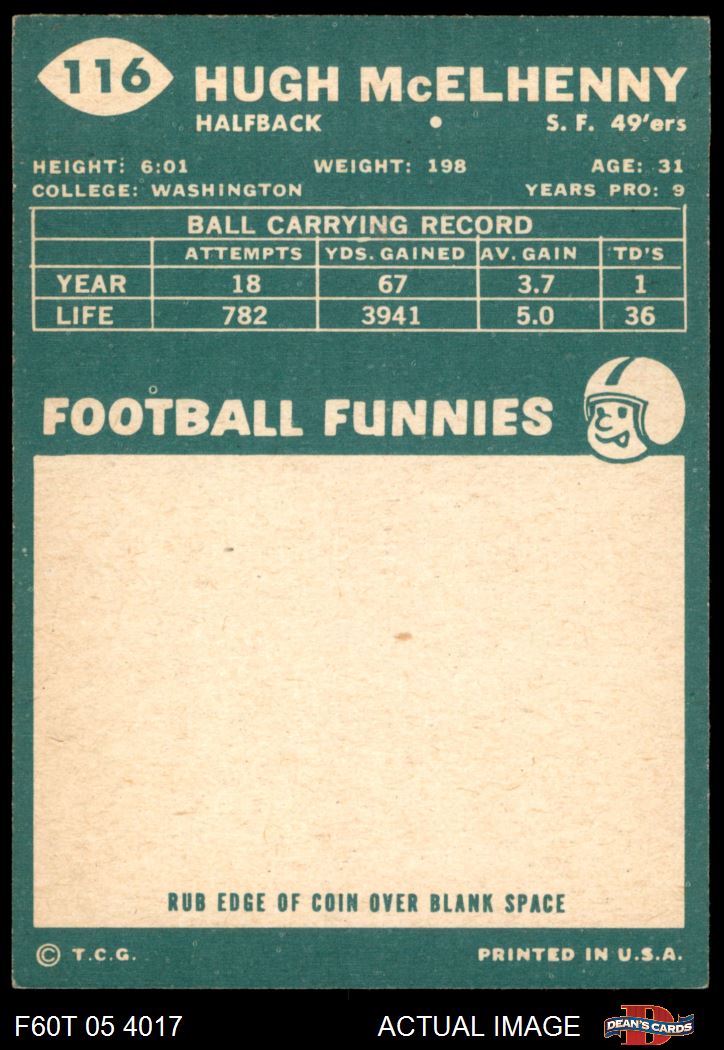 116
HUGH McELHENNY
HALFBACK • S. F. 49'ers
HEIGHT: 6:01 WEIGHT: 198 AGE: 31
COLLEGE: WASHINGTON YEARS PRO: 9
BALL CARRYING RECORD
ATTEMPTS YDS. GAINED AV. GAIN TD'S
YEAR 18 67 3.7 1
LIFE 782 3941 5.0 36
FOOTBALL FUNNIES
RUB EDGE OF COIN OVER BLANK SPACE
© T.C.G. PRINTED IN U.S.A.
F60T 05 4017 ACTUAL IMAGE DEAN'S CARDS